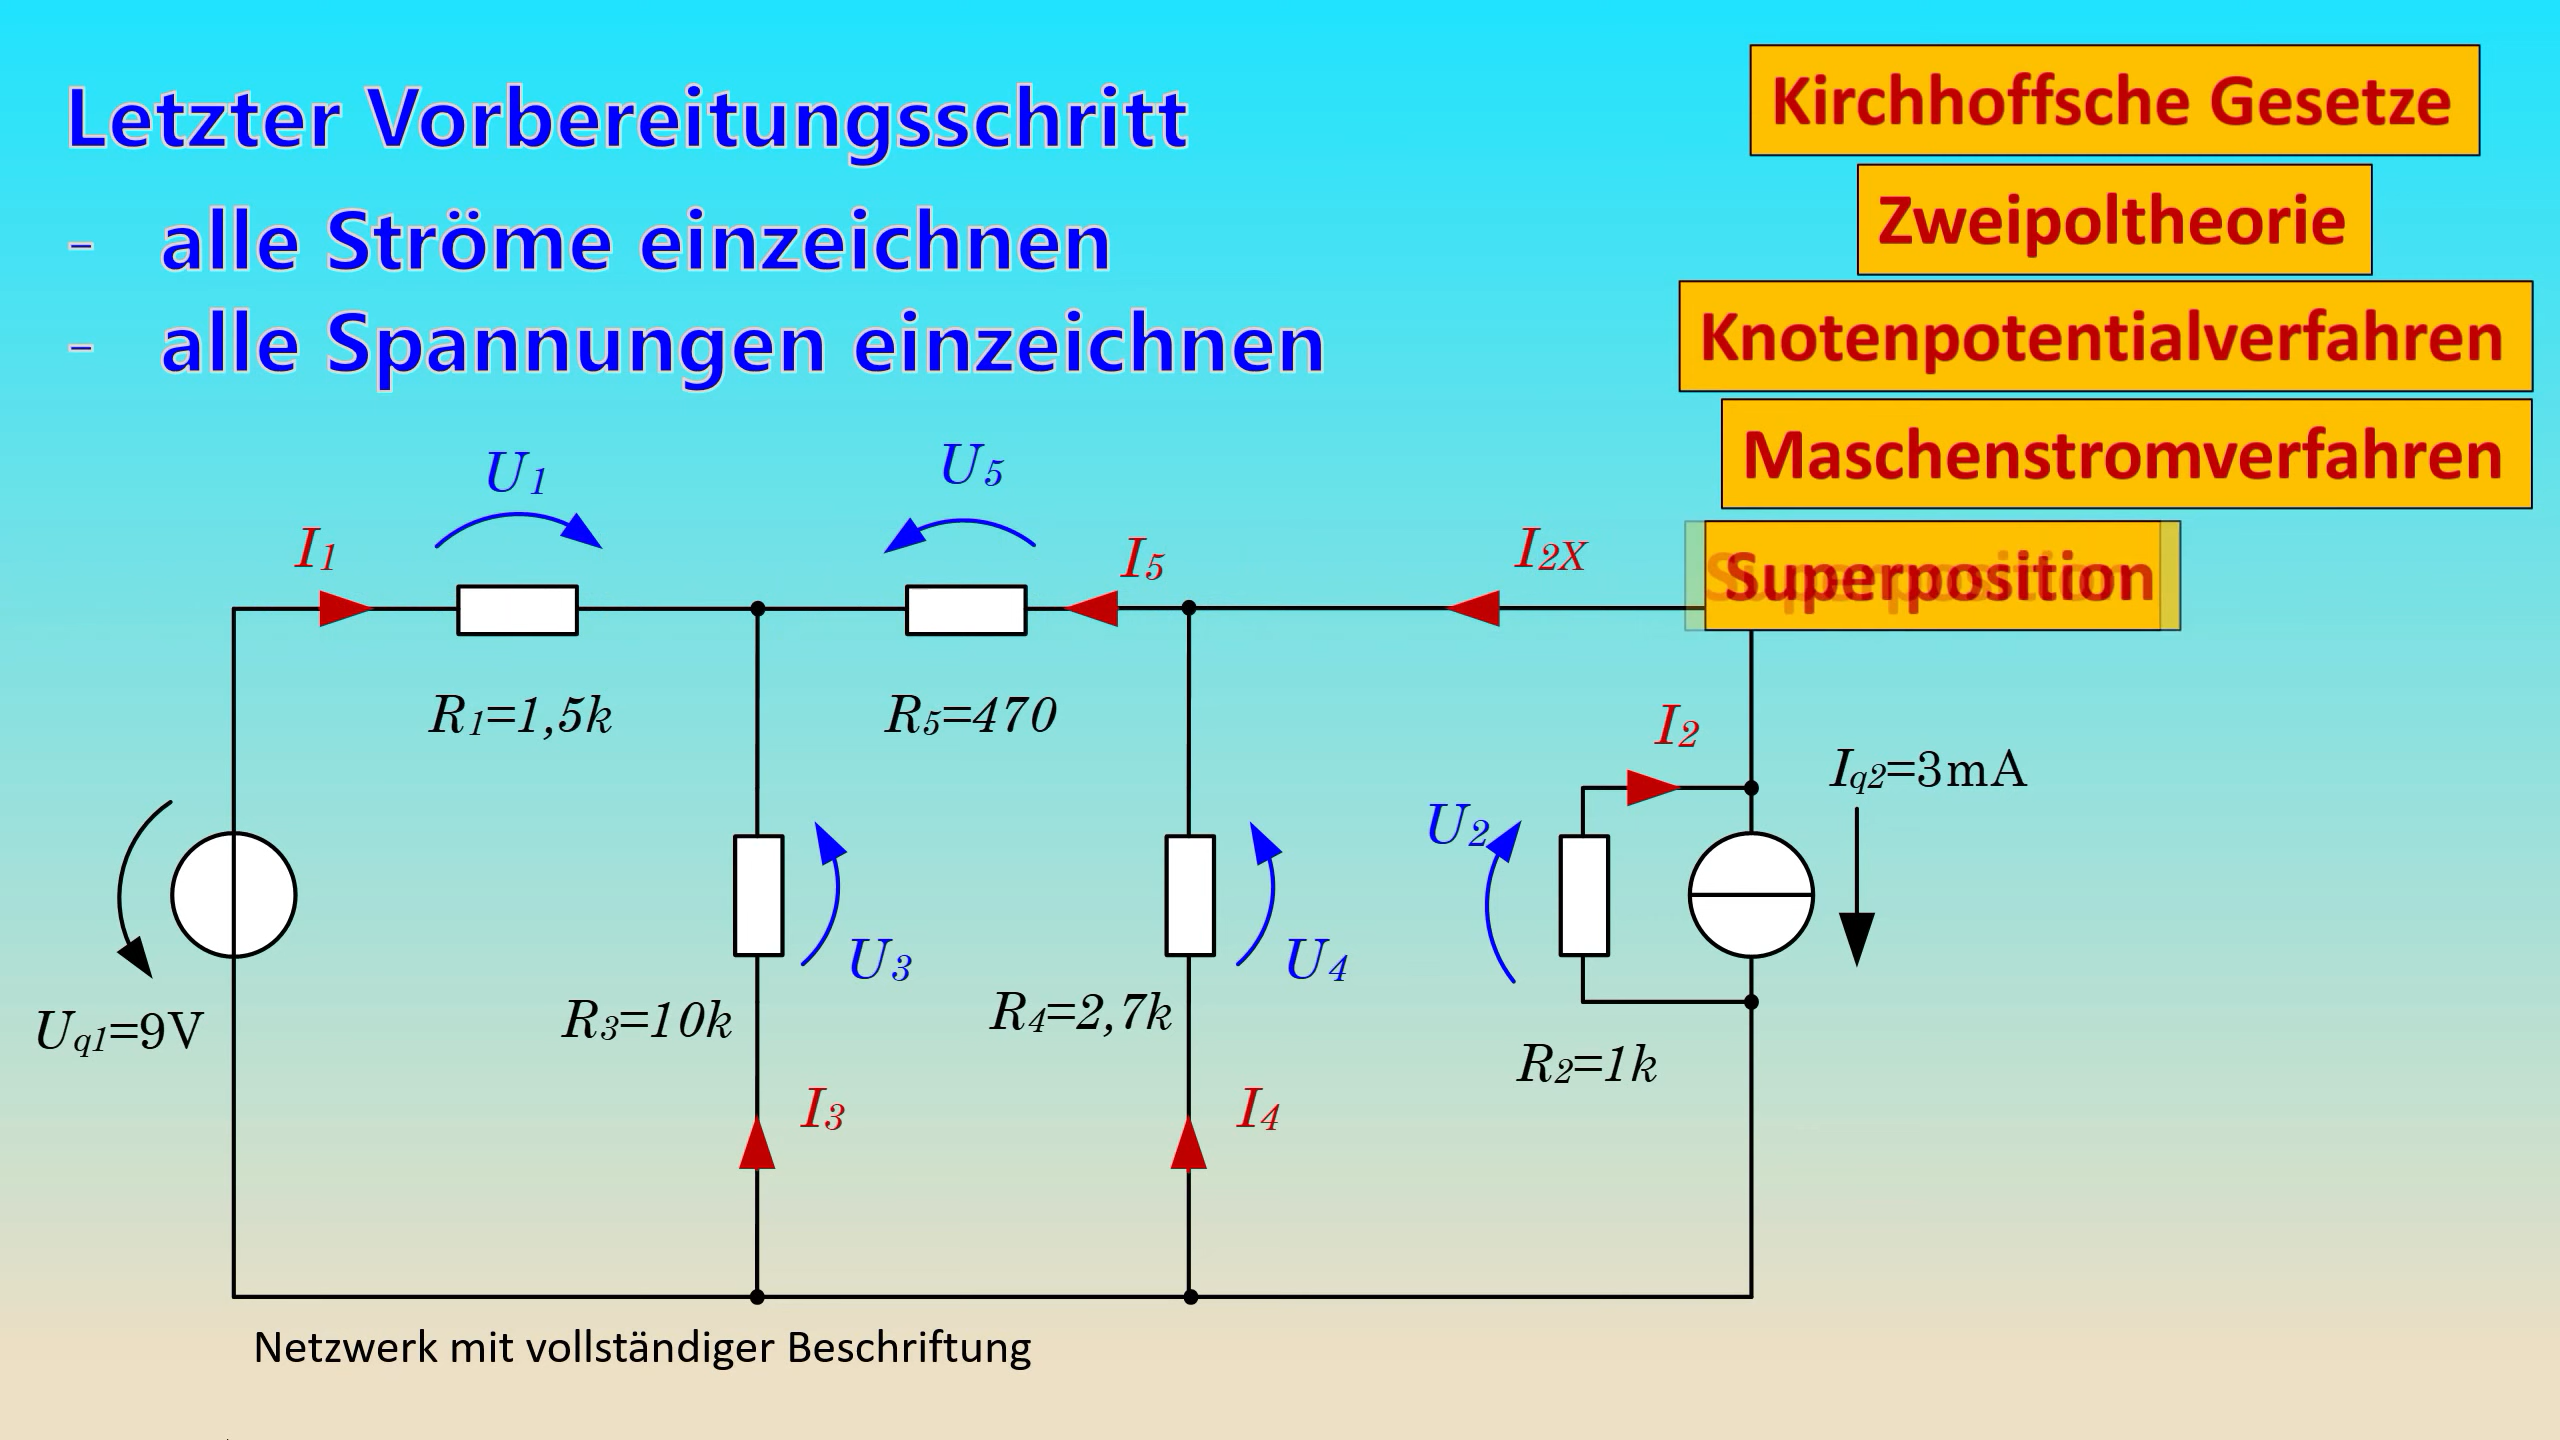 Letzter Vorbereitungsschritt
- alle Ströme einzeichnen
- alle Spannungen einzeichnen
Kirchhoffsche Gesetze
Zweipoltheorie
Knotenpotentialverfahren
Maschenstromverfahren
Superposition
U1
U5
I1
I5
I2X
R1=1,5k
R5=470
I2
Iq2=3mA
U2
U3
U4
Uq1=9V
R3=10k
R4=2,7k
R2=1k
I3
I4
Netzwerk mit vollständiger Beschriftung